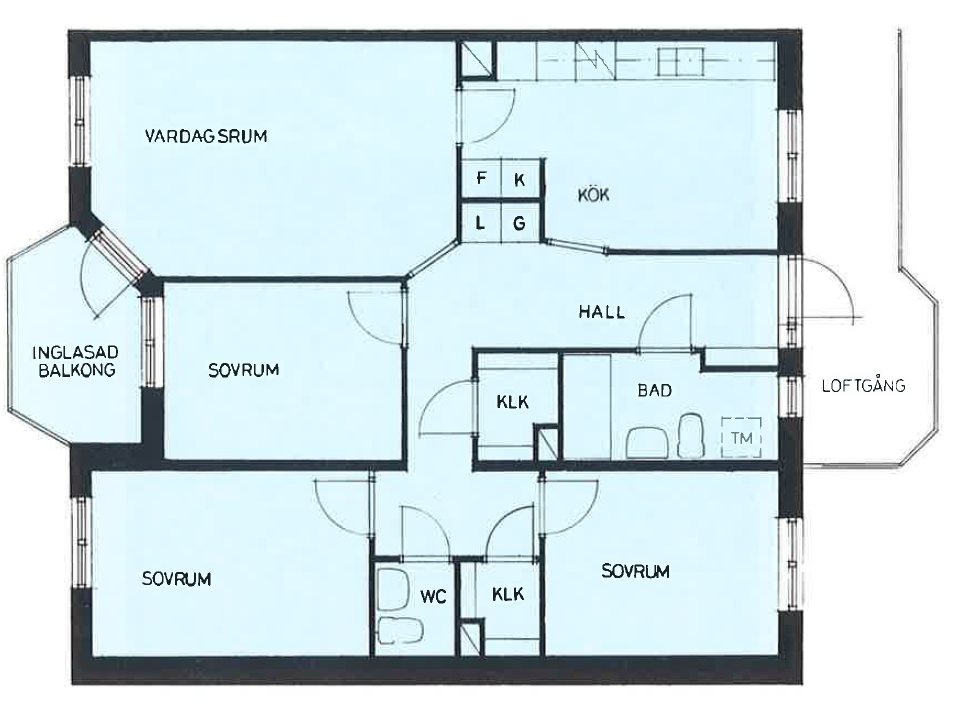 VARDAGSRUM
F K
KÖK
L G
HALL
INGLASAD
BALKONG
SOVRUM
KLK
BAD
LOFTGÅNG
TM
SOVRUM
WC
KLK
SOVRUM